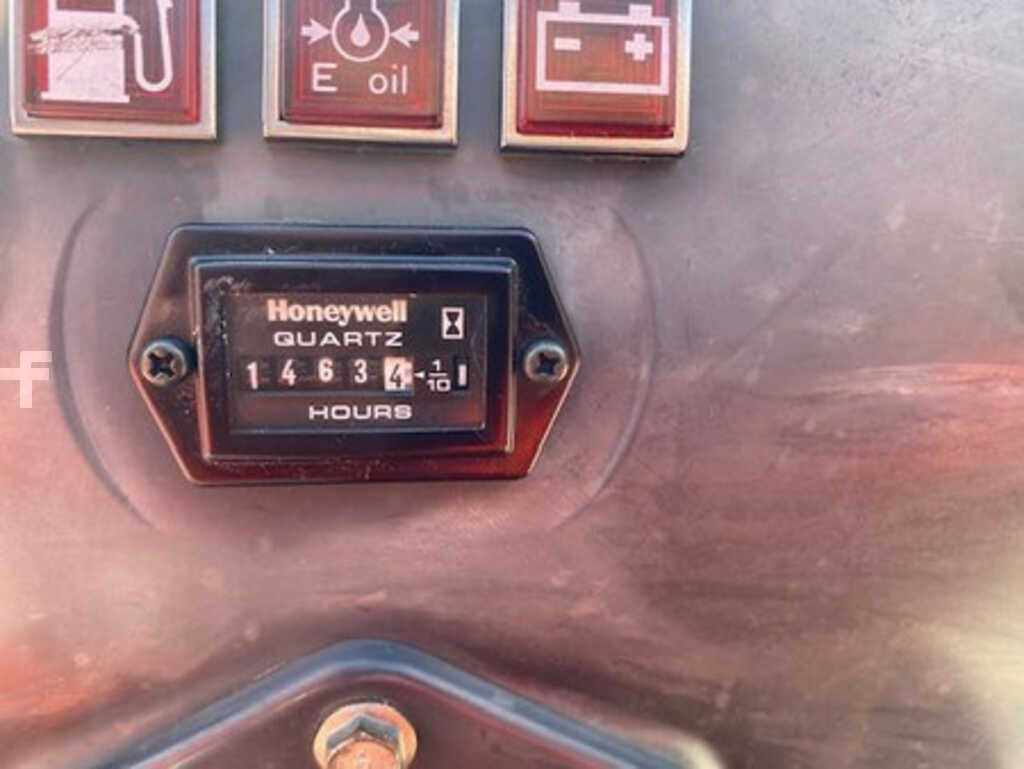 E oil
Honeywell
QUARTZ
1 4 6 3 4 1/10
HOURS